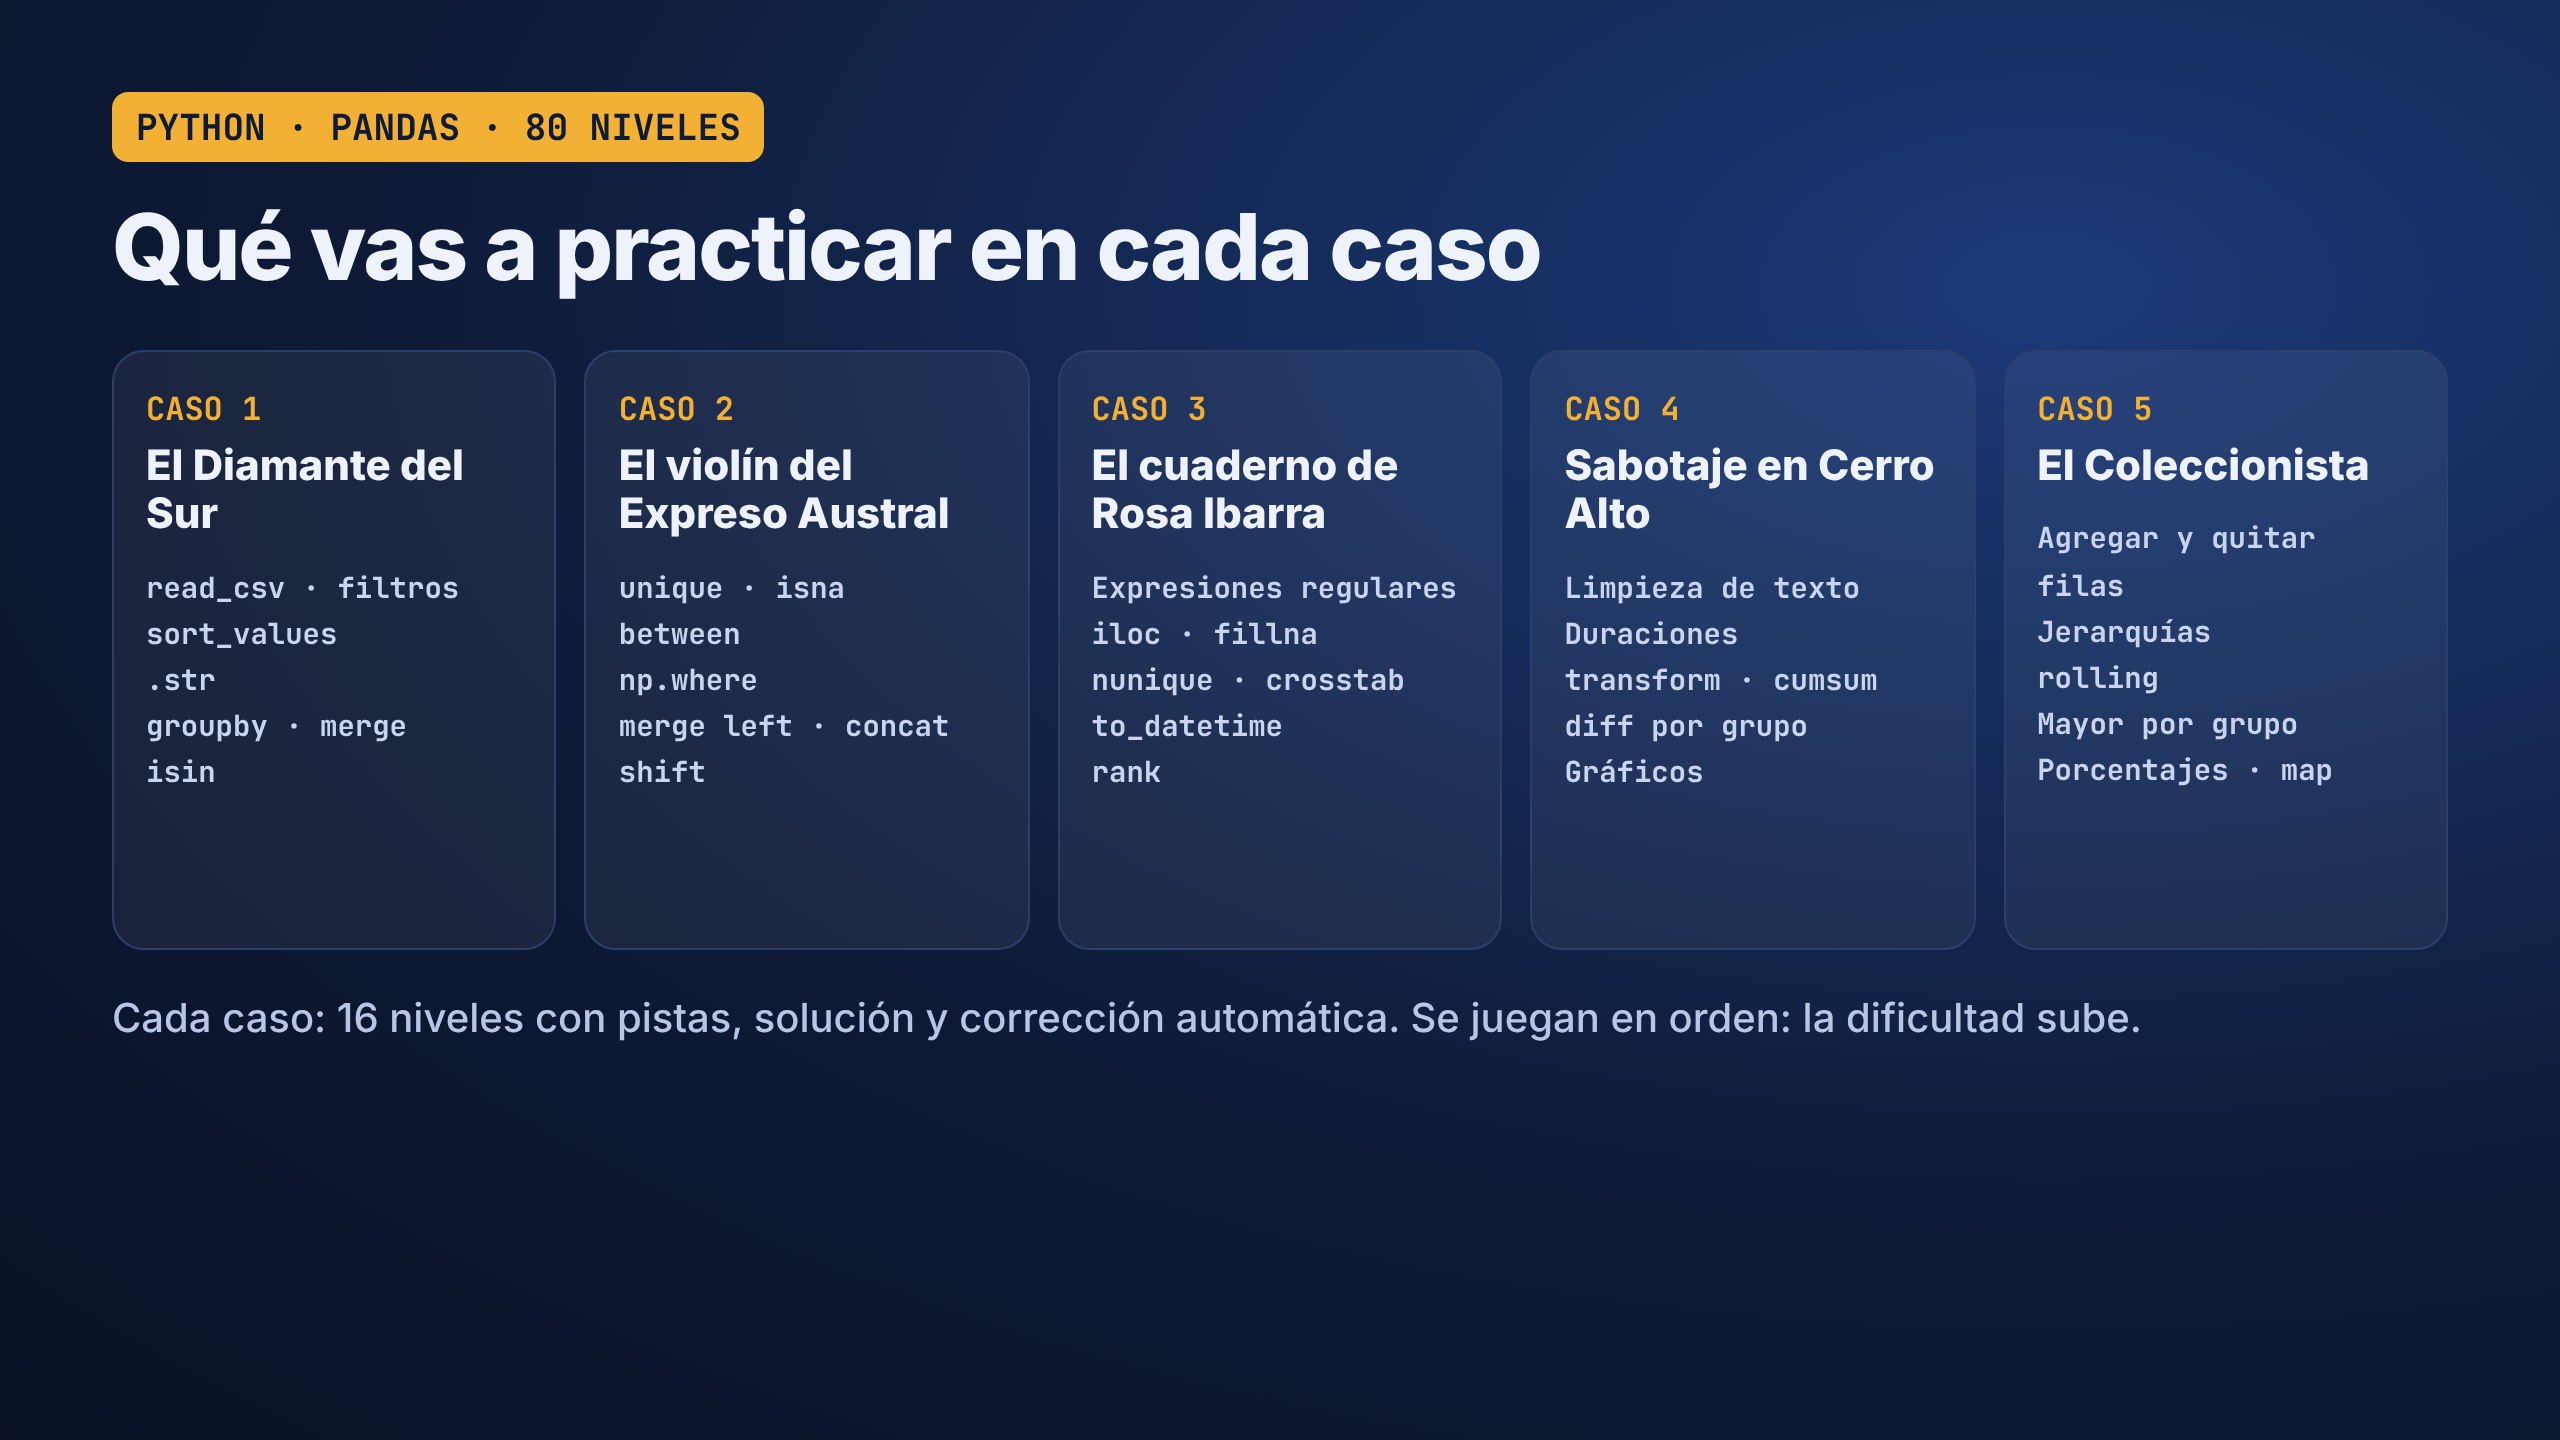 PYTHON · PANDAS · 80 NIVELES
Qué vas a practicar en cada caso
CASO 1
El Diamante del
Sur
read_csv · filtros
sort_values
.str
groupby · merge
isin
CASO 2
El violín del
Expreso Austral
unique · isna
between
np.where
merge left · concat
shift
CASO 3
El cuaderno de
Rosa Ibarra
Expresiones regulares
iloc · fillna
nunique · crosstab
to_datetime
rank
CASO 4
Sabotaje en Cerro
Alto
Limpieza de texto
Duraciones
transform · cumsum
diff por grupo
Gráficos
CASO 5
El Coleccionista
Agregar y quitar
filas
Jerarquías
rolling
Mayor por grupo
Porcentajes · map
Cada caso: 16 niveles con pistas, solución y corrección automática. Se juegan en orden: la dificultad sube.